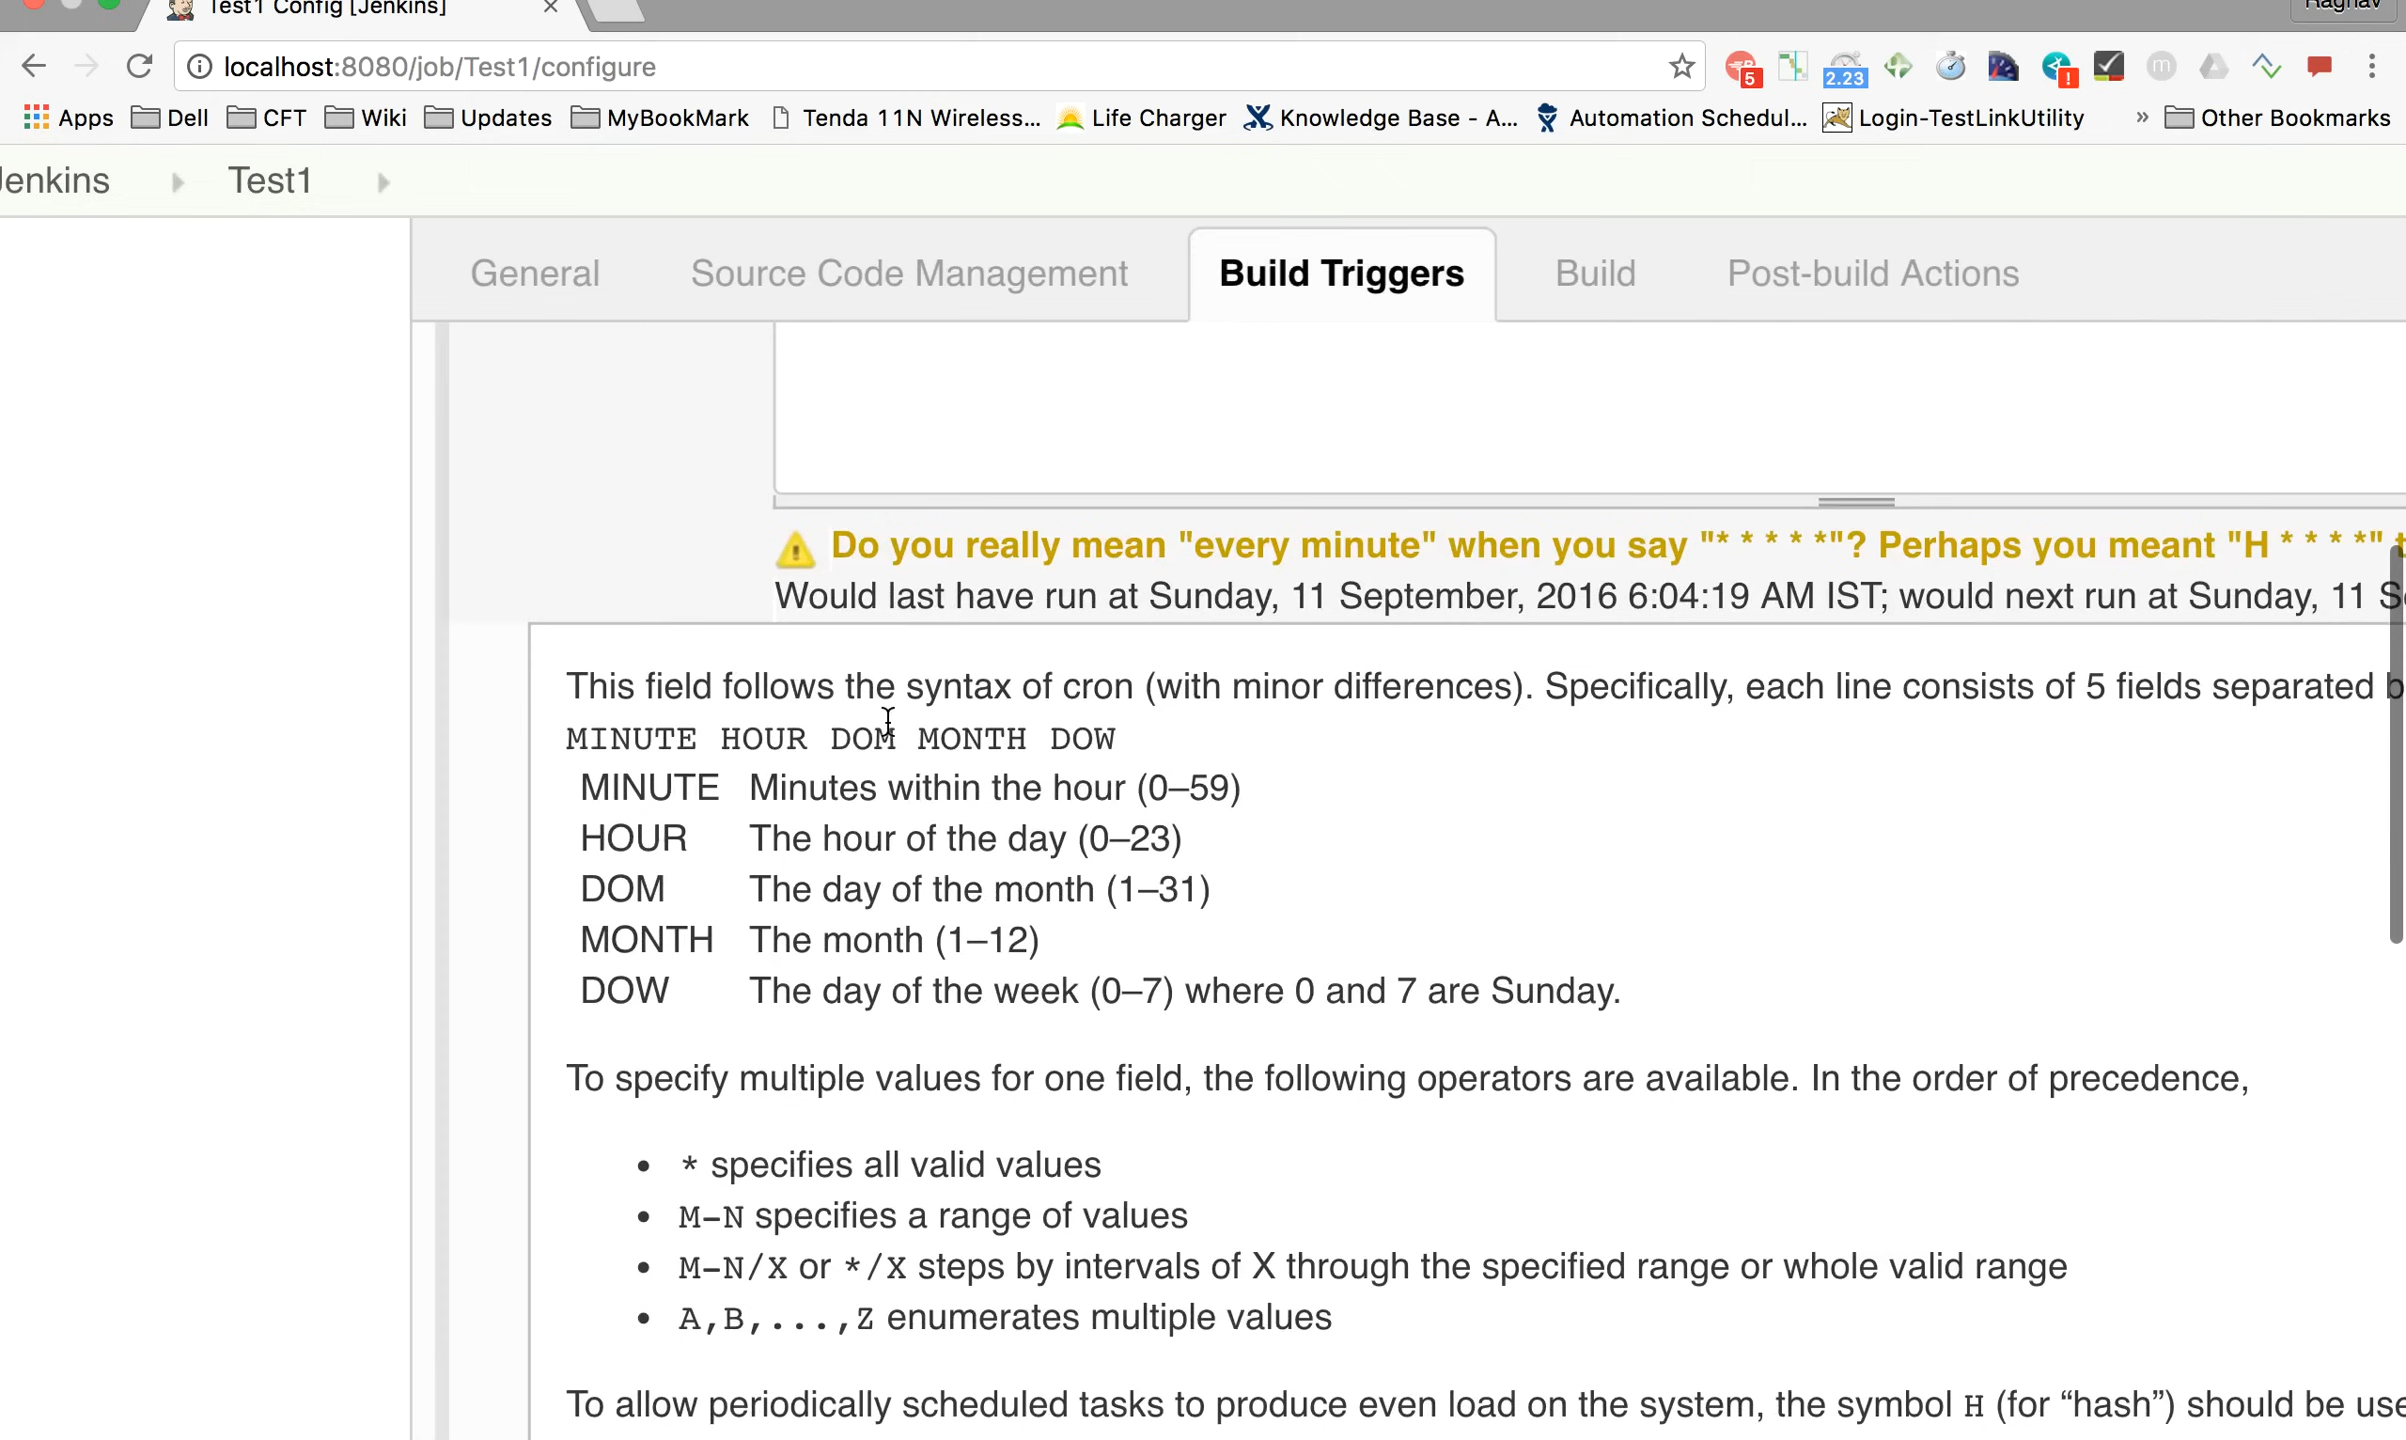 Test1 Config [Jenkins]
Raghav
localhost:8080/job/Test1/configure
5
2.23
!
m
Apps Dell CFT Wiki Updates MyBookMark Tenda 11N Wireless... Life Charger Knowledge Base - A... Automation Schedul... Login-TestLinkUtility » Other Bookmarks
Jenkins Test1
General Source Code Management Build Triggers Build Post-build Actions
Do you really mean "every minute" when you say "* * * * *"? Perhaps you meant "H * * * *" t
Would last have run at Sunday, 11 September, 2016 6:04:19 AM IST; would next run at Sunday, 11 Se
This field follows the syntax of cron (with minor differences). Specifically, each line consists of 5 fields separated b
MINUTE HOUR DOM MONTH DOW
MINUTE Minutes within the hour (0–59)
HOUR The hour of the day (0–23)
DOM The day of the month (1–31)
MONTH The month (1–12)
DOW The day of the week (0–7) where 0 and 7 are Sunday.
To specify multiple values for one field, the following operators are available. In the order of precedence,
• * specifies all valid values
• M-N specifies a range of values
• M-N/X or */X steps by intervals of X through the specified range or whole valid range
• A,B,...,Z enumerates multiple values
To allow periodically scheduled tasks to produce even load on the system, the symbol H (for “hash”) should be use